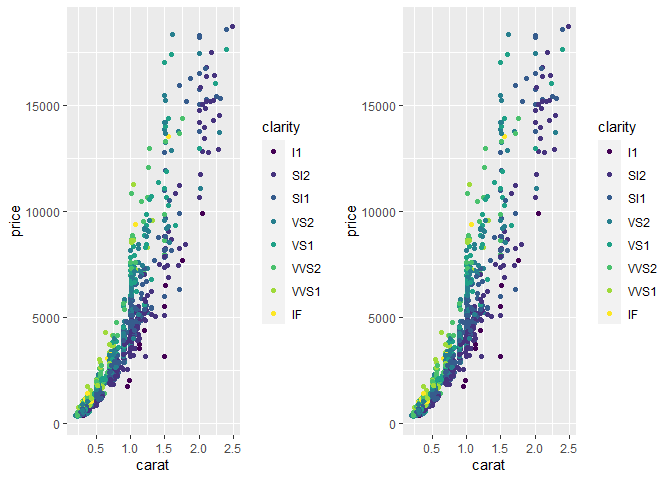 price
15000
10000
5000
0
0.5 1.0 1.5 2.0 2.5
carat
clarity
I1
SI2
SI1
VS2
VS1
VVS2
VVS1
IF
price
15000
10000
5000
0
0.5 1.0 1.5 2.0 2.5
carat
clarity
I1
SI2
SI1
VS2
VS1
VVS2
VVS1
IF